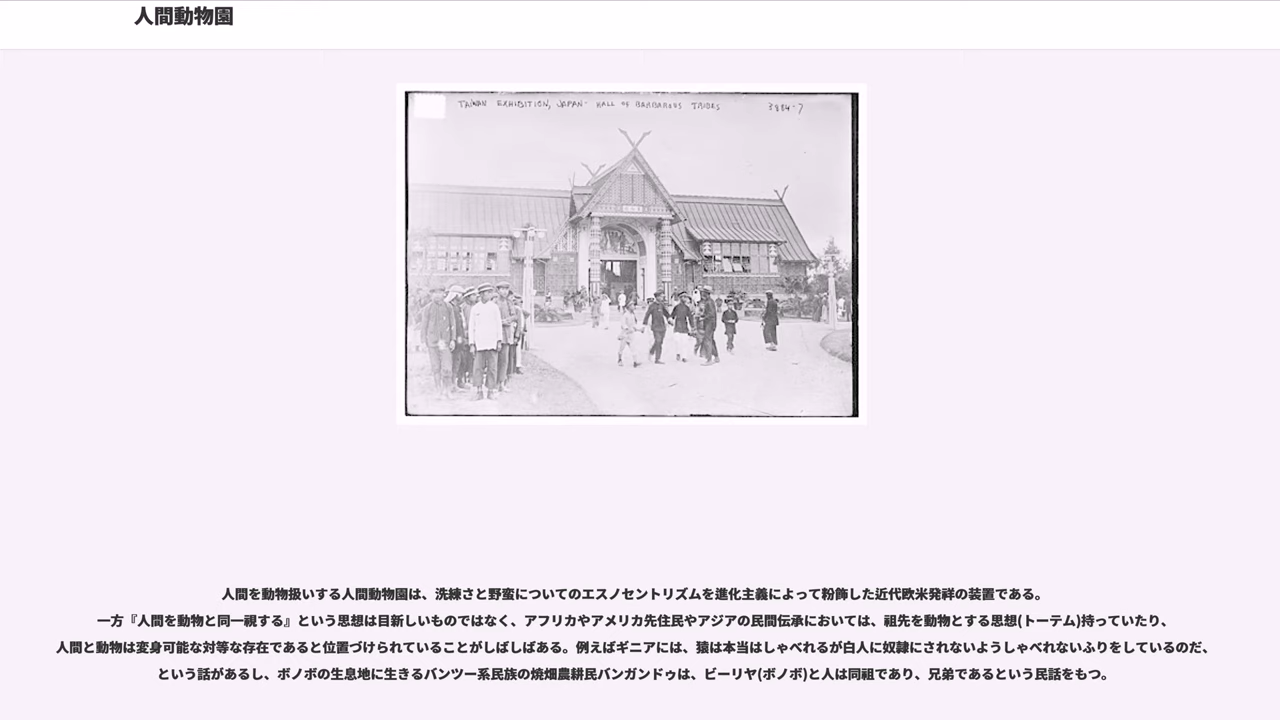 人間動物園
TAIWAN EXHIBITION, JAPAN - HALL OF BARBAROUS TRIBES 3884-7
人間を動物扱いする人間動物園は、洗練さと野蛮についてのエスノセントリズムを進化主義によって粉飾した近代欧米発祥の装置である。
一方『人間を動物と同一視する』という思想は目新しいものではなく、アフリカやアメリカ先住民やアジアの民間伝承においては、祖先を動物とする思想(トーテム)持っていたり、
人間と動物は変身可能な対等な存在であると位置づけられていることがしばしばある。例えばギニアには、猿は本当はしゃべれるが白人に奴隷にされないようしゃべれないふりをしているのだ、
という話があるし、ボノボの生息地に生きるバンツー系民族の焼畑農耕民バンガンドゥは、ビーリヤ(ボノボ)と人は同祖であり、兄弟であるという民話をもつ。